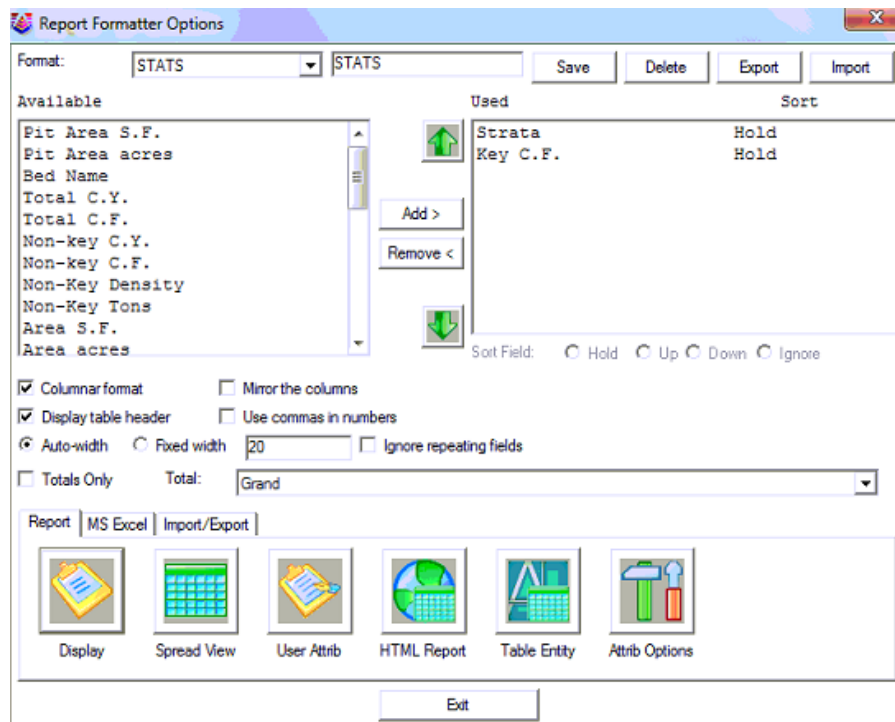 Report Formatter Options
Format: STATS STATS Save Delete Export Import
Available Used Sort
Pit Area S.F. Strata Hold
Pit Area acres Key C.F. Hold
Bed Name
Total C.Y.
Total C.F. Add >
Non-key C.Y.
Non-key C.F. Remove <
Non-Key Density
Non-Key Tons
Area S.F.
Area acres Sort Field: Hold Up Down Ignore
Columnar format Mirror the columns
Display table header Use commas in numbers
Auto-width Fixed width 20 Ignore repeating fields
Totals Only Total: Grand
Report MS Excel Import/Export
Display Spread View User Attrib HTML Report Table Entity Attrib Options
Exit